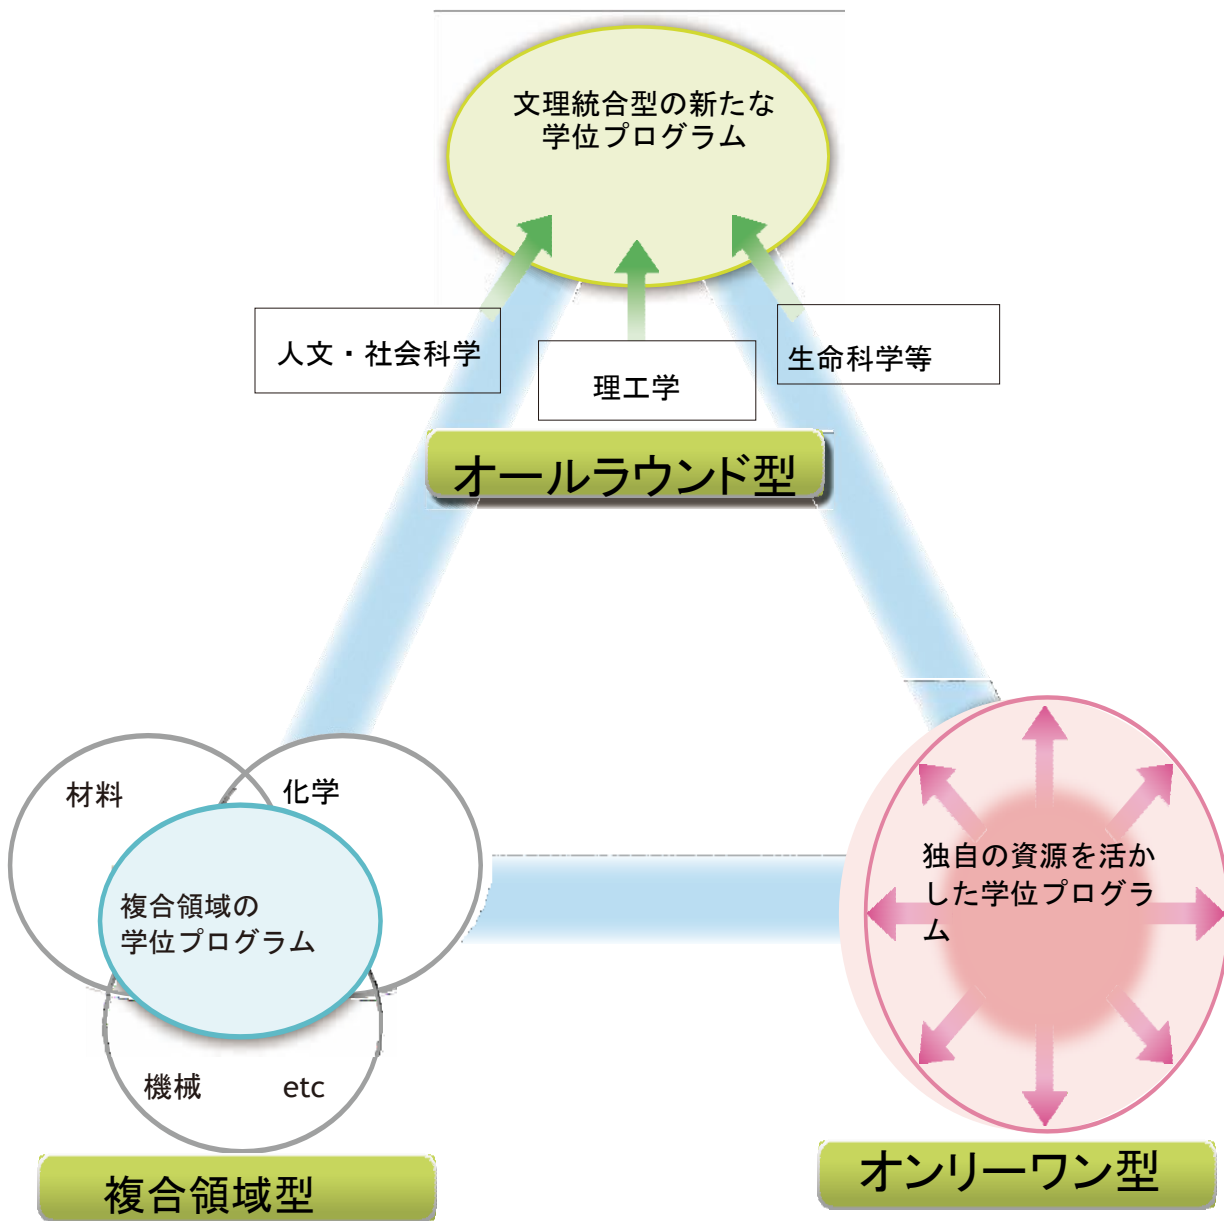 文理統合型の新たな
学位プログラム
人文・社会科学
理工学
生命科学等
オールラウンド型
材料
化学
複合領域の
学位プログラム
機械 etc
複合領域型
独自の資源を活か
した学位プログラ
ム
オンリーワン型